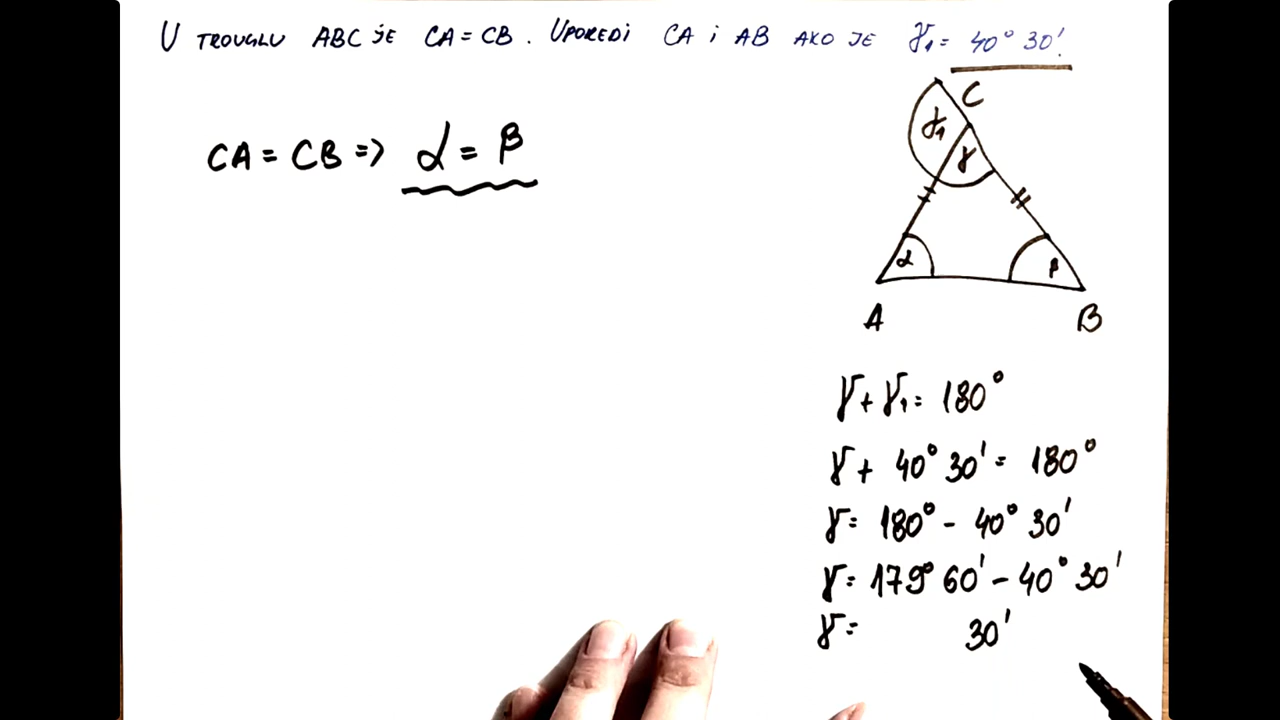 U TROUGLU ABC JE CA = CB. UPOREDI CA I AB AKO JE γ₁ = 40° 30'.
CA = CB => α = β
C
γ₁
γ
α
β
A
B
γ + γ₁ = 180°
γ + 40° 30' = 180°
γ = 180° - 40° 30'
γ = 179° 60' - 40° 30'
γ = 30'